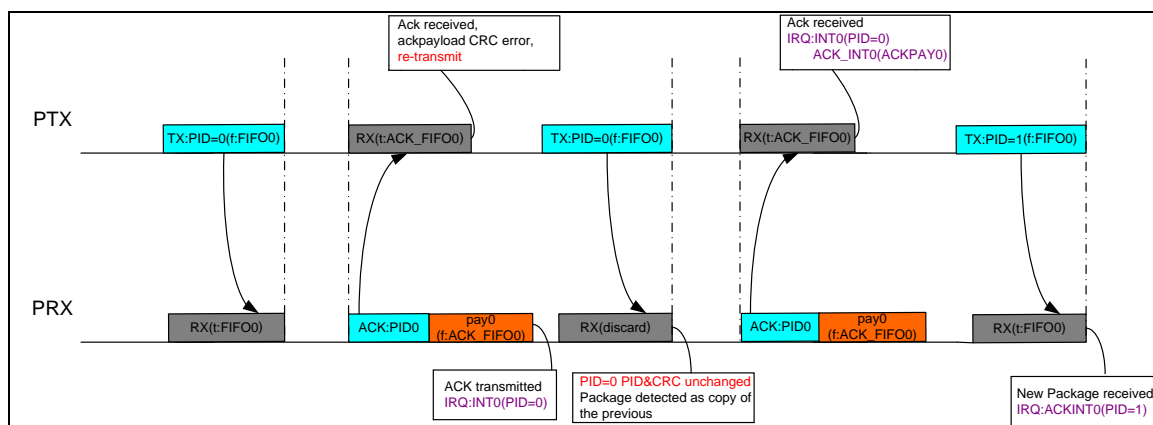 Ack received,
ackpayload CRC error,
re-transmit
Ack received
IRQ:INT0(PID=0)
ACK_INT0(ACKPAY0)
PTX
TX:PID=0(f:FIFO0)
RX(t:ACK_FIFO0)
TX:PID=0(f:FIFO0)
RX(t:ACK_FIFO0)
TX:PID=1(f:FIFO0)
PRX
RX(t:FIFO0)
ACK:PID0
pay0
(f:ACK_FIFO0)
RX(discard)
ACK:PID0
pay0
(f:ACK_FIFO0)
RX(t:FIFO0)
ACK transmitted
IRQ:INT0(PID=0)
PID=0 PID&CRC unchanged
Package detected as copy of
the previous
New Package received
IRQ:ACKINT0(PID=1)